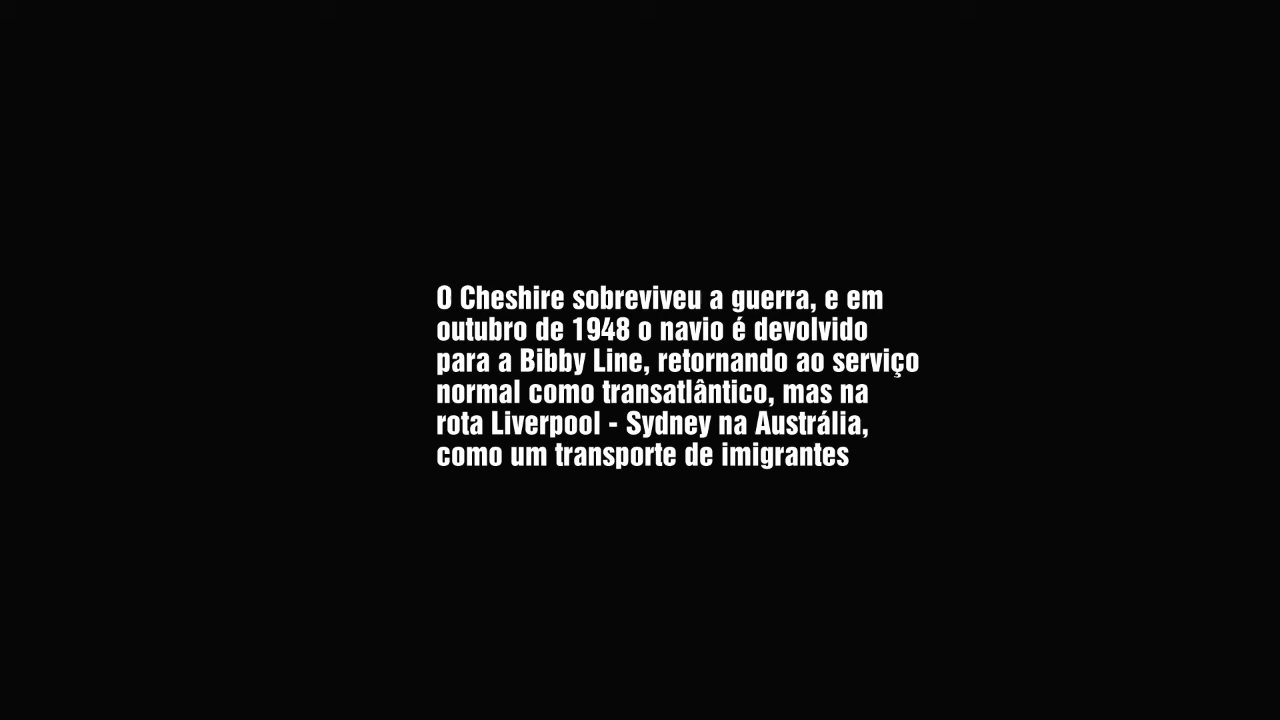 O Cheshire sobreviveu a guerra, e em
outubro de 1948 o navio é devolvido
para a Bibby Line, retornando ao serviço
normal como transatlântico, mas na
rota Liverpool - Sydney na Austrália,
como um transporte de imigrantes